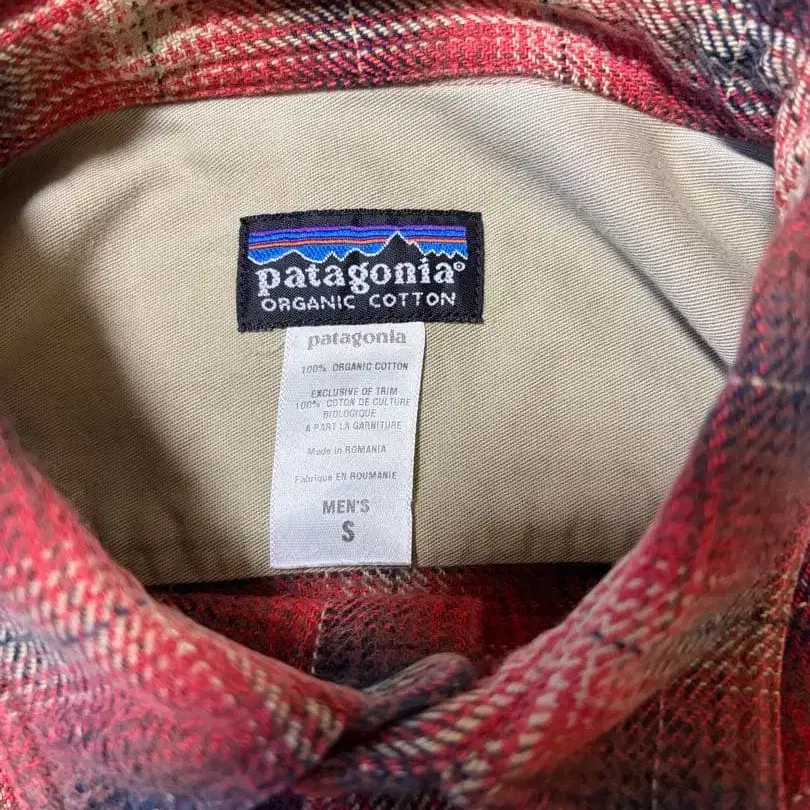 patagonia®
ORGANIC COTTON
patagonia
100% ORGANIC COTTON
EXCLUSIVE OF TRIM
100% COTON DE CULTURE
BIOLOGIQUE
A PART LA GARNITURE
Made in ROMANIA
Fabrique EN ROUMANIE
MEN'S
S